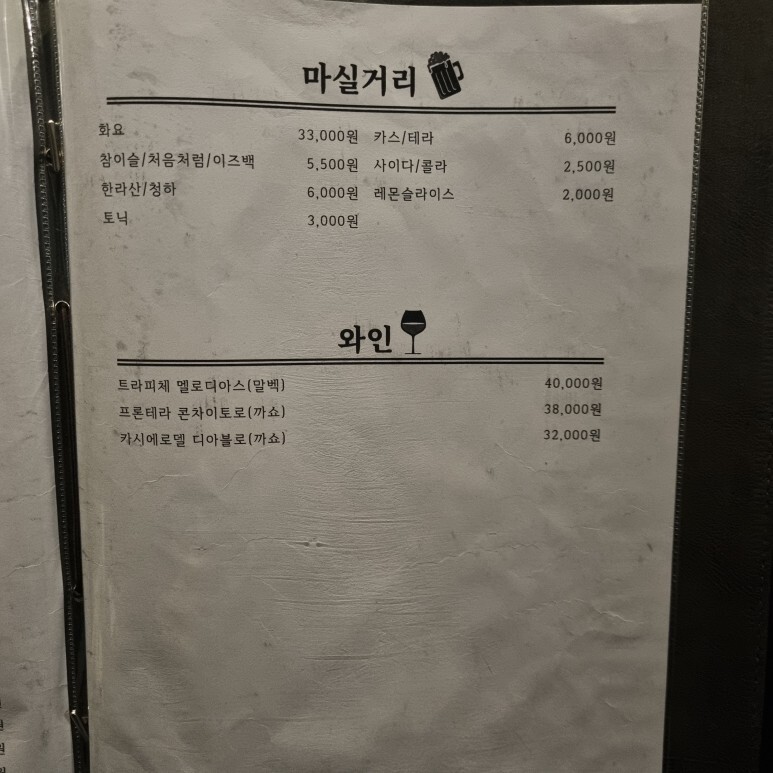 마실거리
화요 33,000원 카스/테라 6,000원
참이슬/처음처럼/이즈백 5,500원 사이다/콜라 2,500원
한라산/청하 6,000원 레몬슬라이스 2,000원
토닉 3,000원
와인
트라피체 멜로디아스(말벡) 40,000원
프론테라 콘차이토로(까쇼) 38,000원
카시에로델 디아블로(까쇼) 32,000원
원
원
원